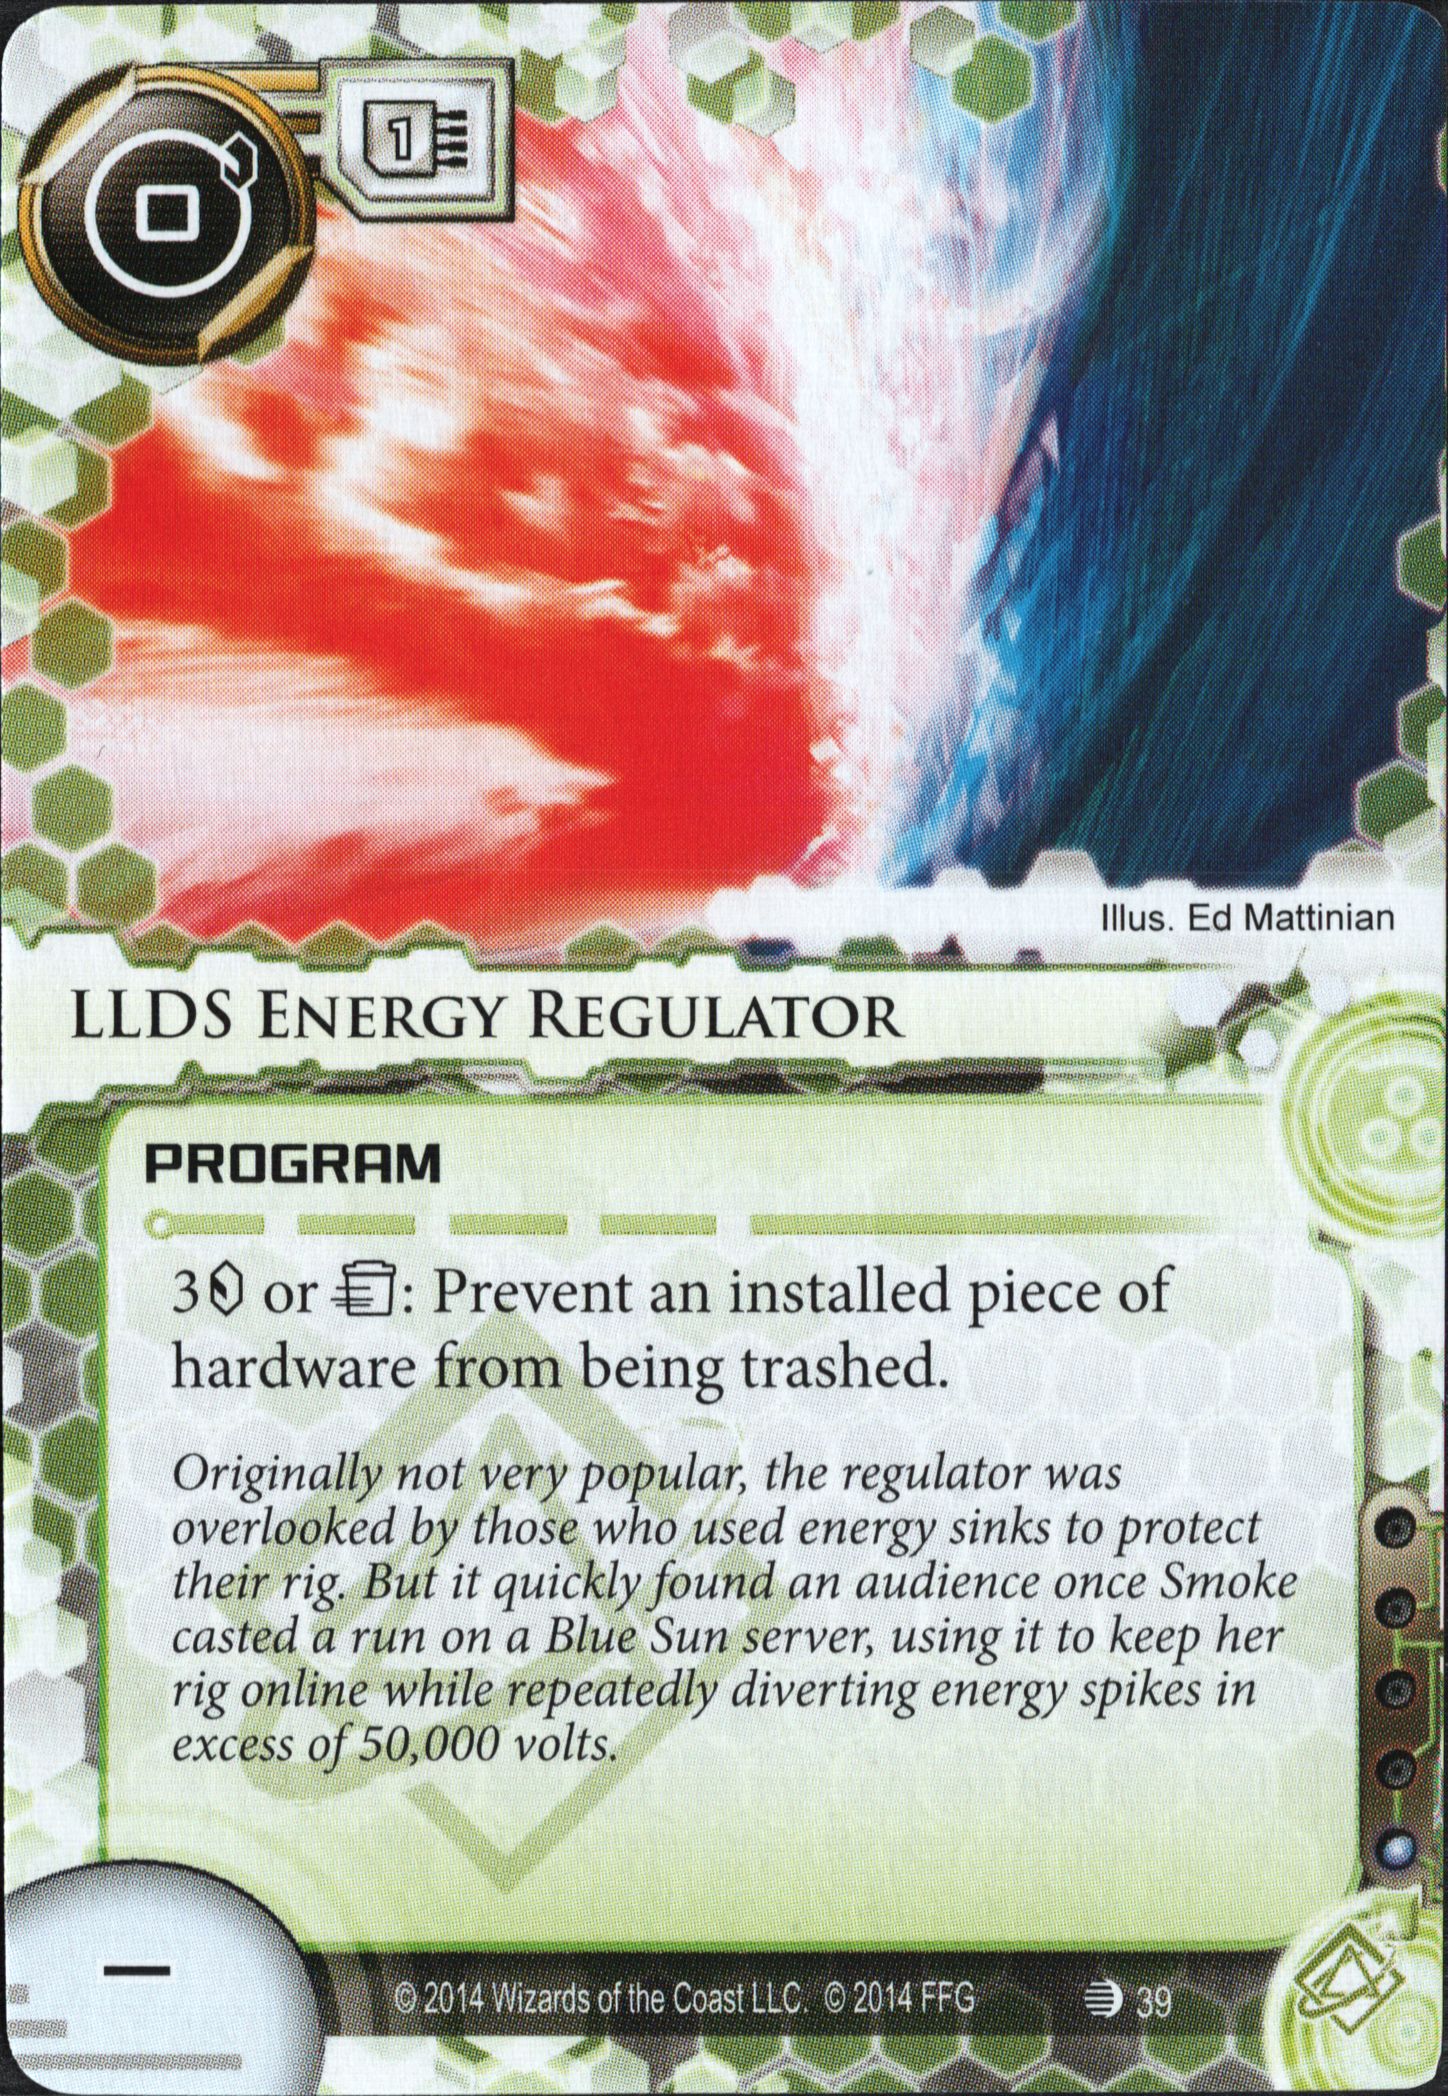 0
1
Illus. Ed Mattinian
LLDS Energy Regulator
PROGRAM
3 or : Prevent an installed piece of
hardware from being trashed.
Originally not very popular, the regulator was
overlooked by those who used energy sinks to protect
their rig. But it quickly found an audience once Smoke
casted a run on a Blue Sun server, using it to keep her
rig online while repeatedly diverting energy spikes in
excess of 50,000 volts.
–
© 2014 Wizards of the Coast LLC. © 2014 FFG 39